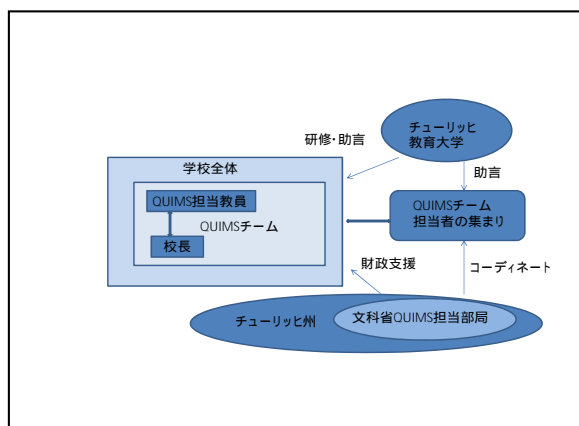 チューリッヒ
教育大学
研修・助言
助言
学校全体
QUIMS担当教員
QUIMSチーム
校長
QUIMSチーム
担当者の集まり
財政支援
コーディネート
チューリッヒ州
文科省QUIMS担当部局